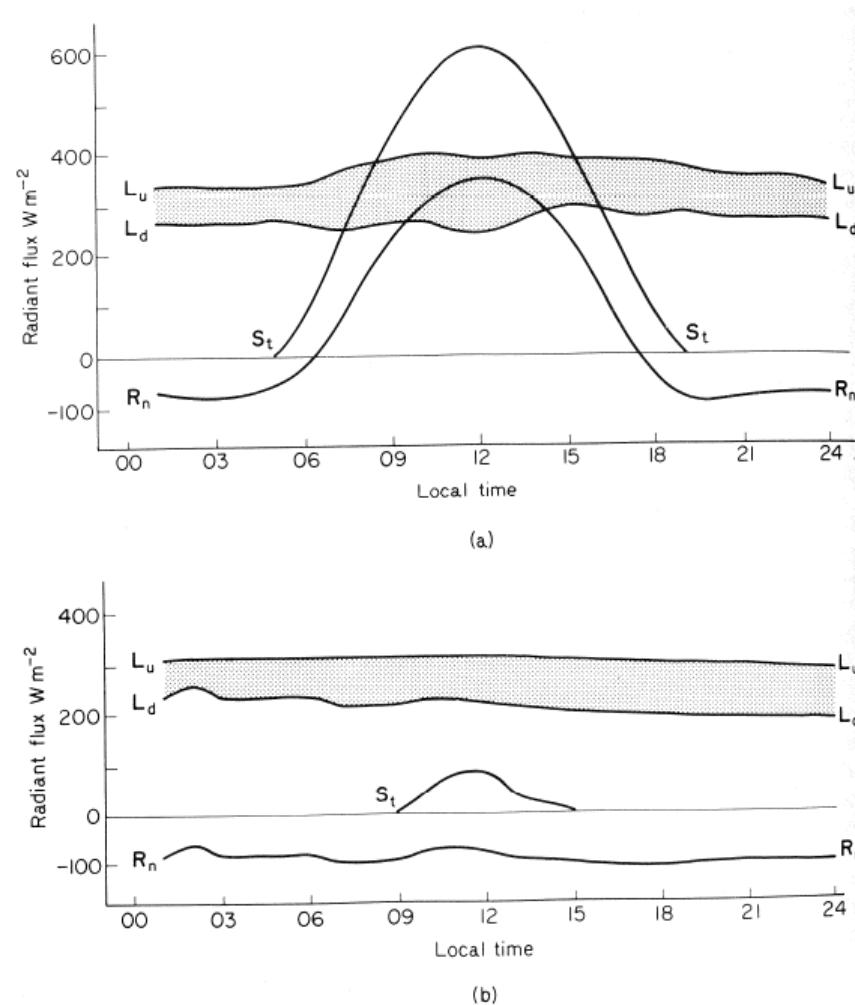 600
400
200
0
-100
Radiant flux W m⁻²
Lu
Lu
Ld
Ld
St
St
Rn
Rn
00 03 06 09 12 15 18 21 24
Local time
(a)
400
200
0
-100
Radiant flux W m⁻²
Lu
Lu
Ld
Ld
St
Rn
00 03 06 09 12 15 18 21 24
Local time
(b)